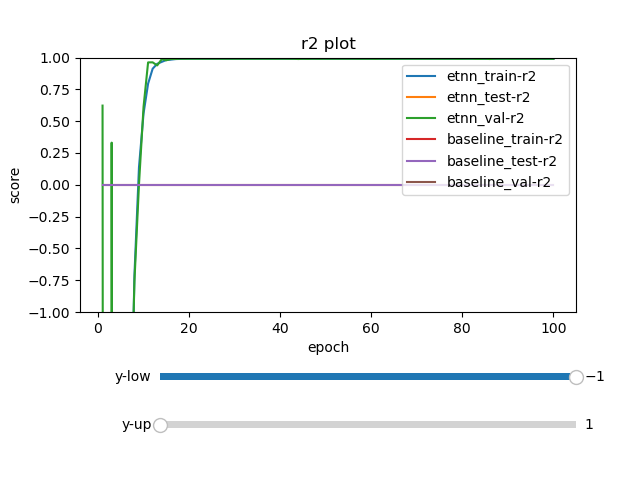 r2 plot
1.00
0.75
0.50
0.25
0.00
−0.25
−0.50
−0.75
−1.00
score
etnn_train-r2
etnn_test-r2
etnn_val-r2
baseline_train-r2
baseline_test-r2
baseline_val-r2
0 20 40 60 80 100
epoch
y-low −1
y-up 1